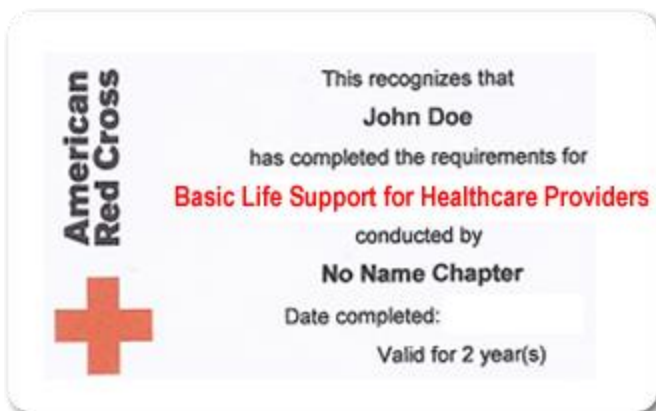 American
Red Cross
This recognizes that
John Doe
has completed the requirements for
Basic Life Support for Healthcare Providers
conducted by
No Name Chapter
Date completed:
Valid for 2 year(s)